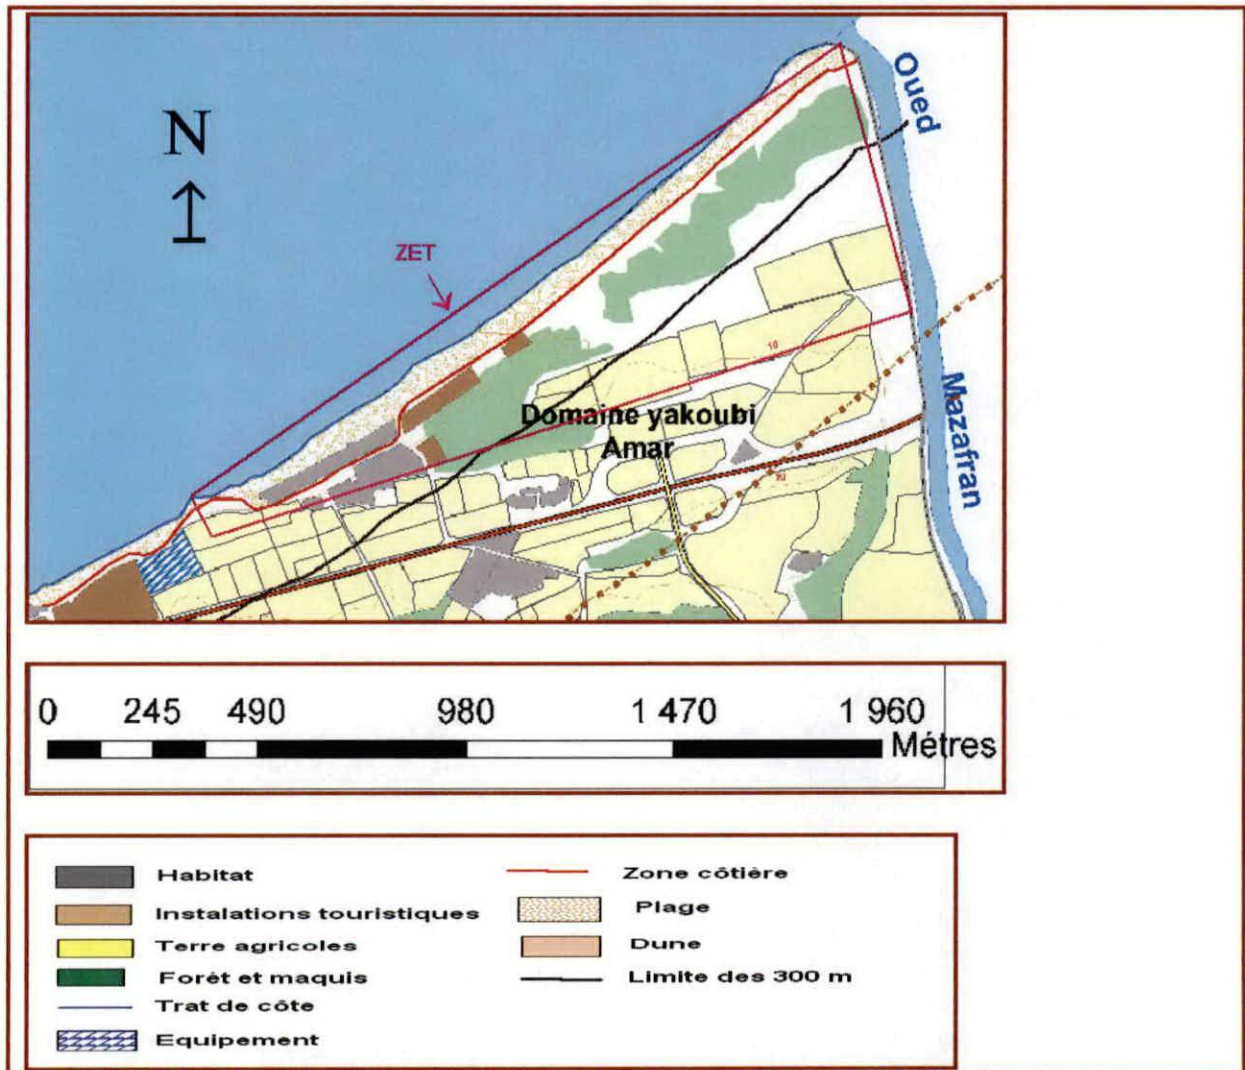 N
ZET
Oued
10
Domaine yakoubi
Amar
Mazafran
0 245 490 980 1 470 1 960
Métres
Habitat
Instalations touristiques
Terre agricoles
Forêt et maquis
Trat de côte
Equipement
Zone côtière
Plage
Dune
Limite des 300 m